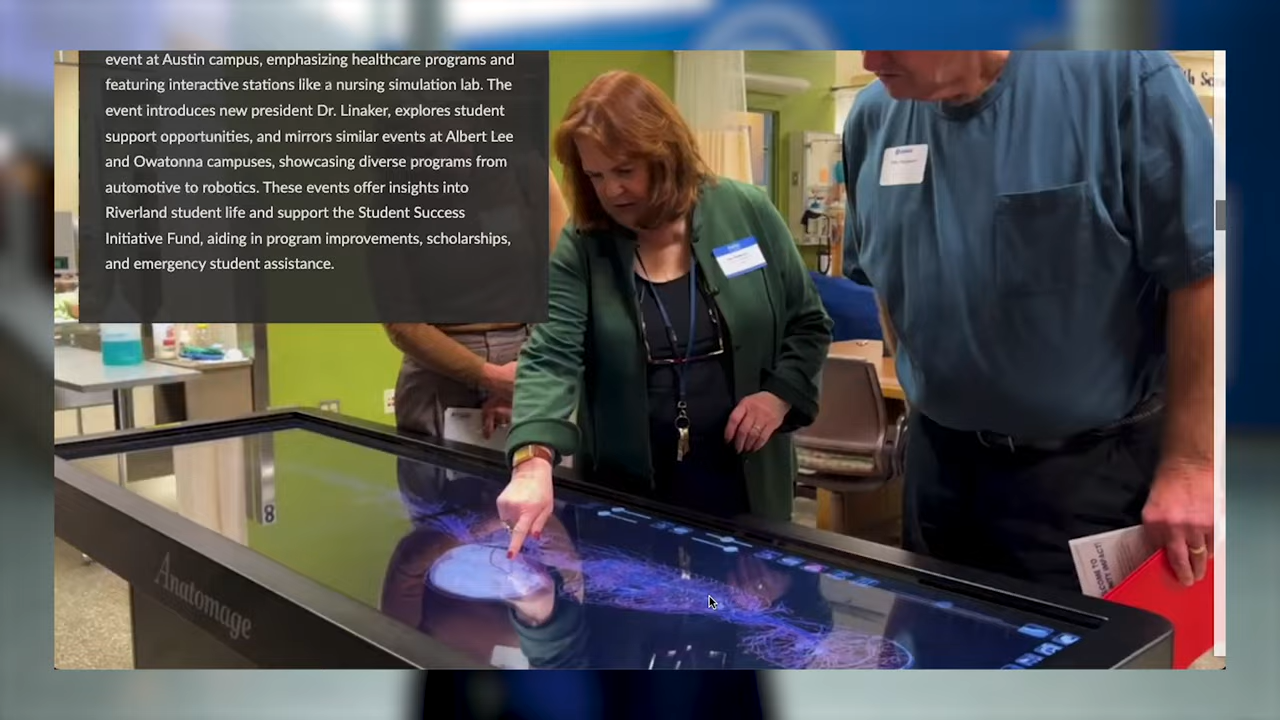 event at Austin campus, emphasizing healthcare programs and
featuring interactive stations like a nursing simulation lab. The
event introduces new president Dr. Linaker, explores student
support opportunities, and mirrors similar events at Albert Lee
and Owatonna campuses, showcasing diverse programs from
automotive to robotics. These events offer insights into
Riverland student life and support the Student Success
Initiative Fund, aiding in program improvements, scholarships,
and emergency student assistance.
8
Anatomage